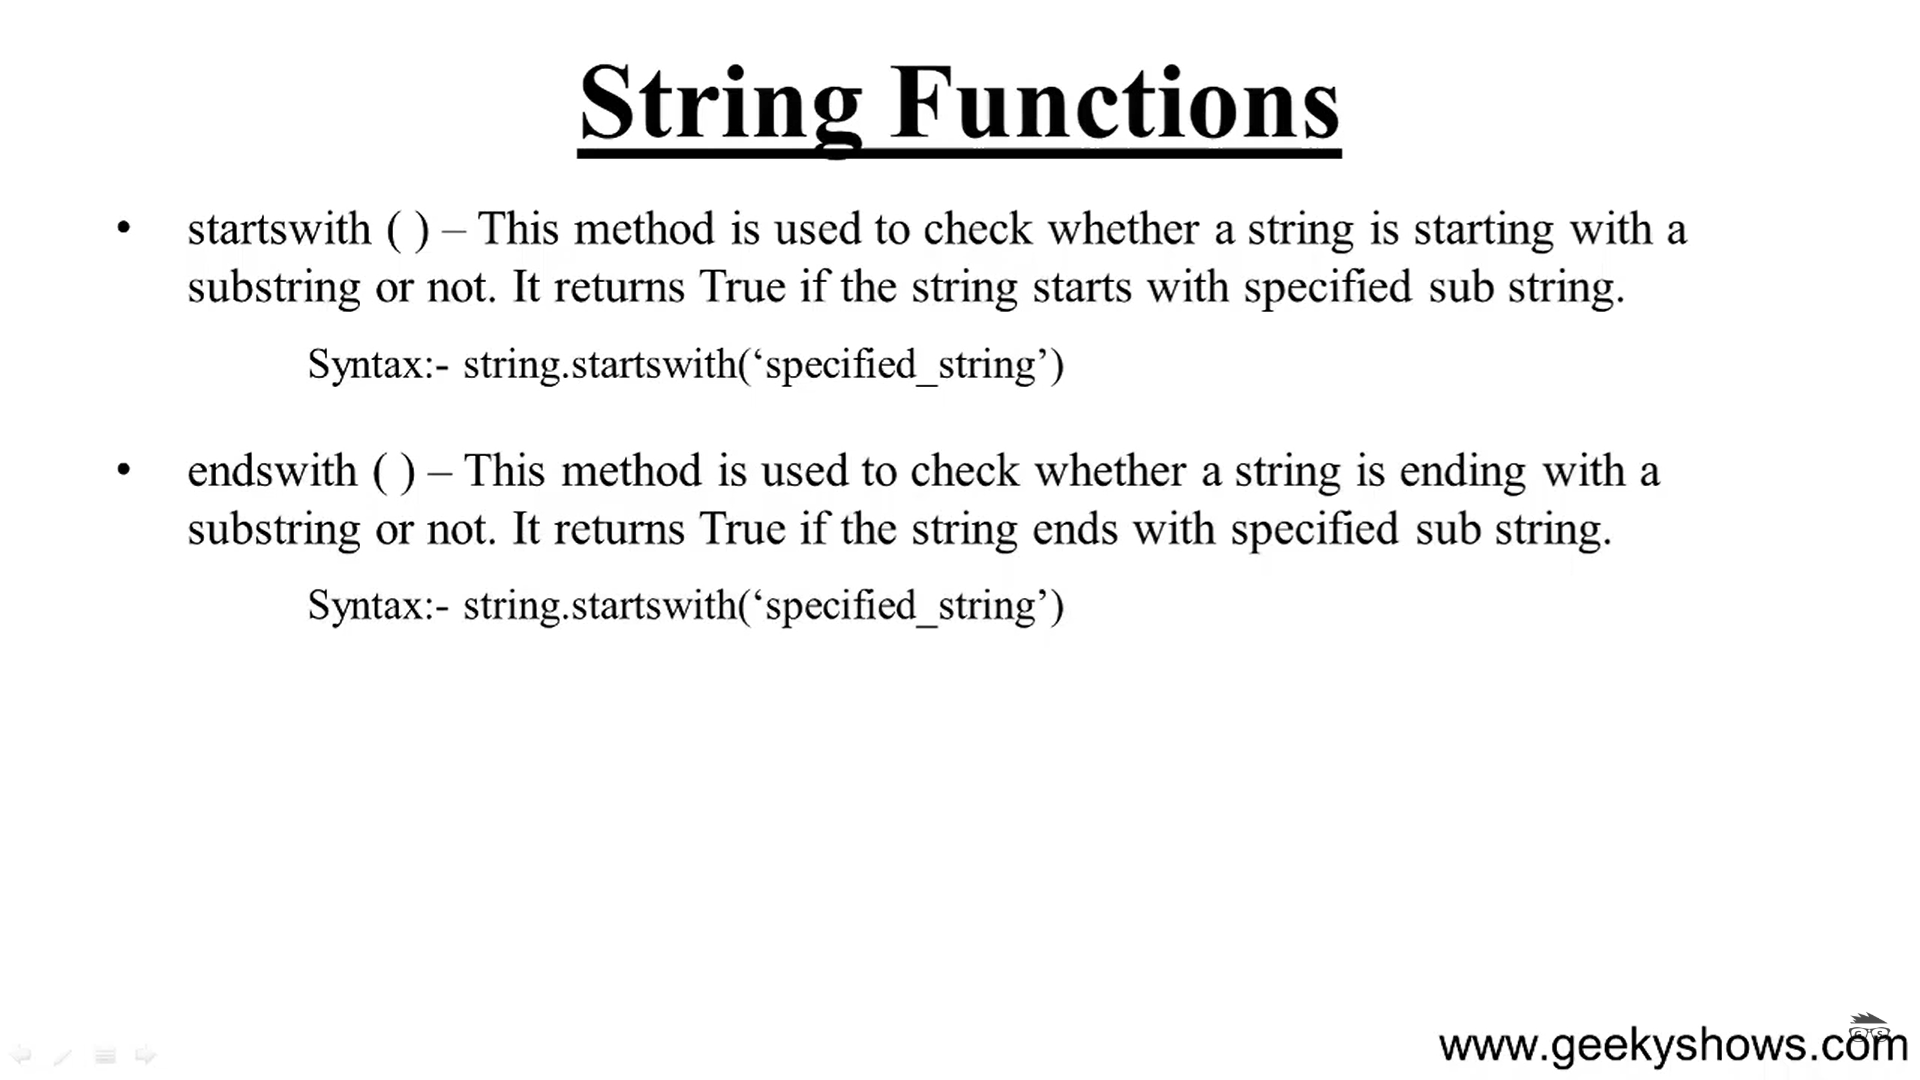 String Functions
• startswith ( ) – This method is used to check whether a string is starting with a
substring or not. It returns True if the string starts with specified sub string.
Syntax:- string.startswith(‘specified_string’)
• endswith ( ) – This method is used to check whether a string is ending with a
substring or not. It returns True if the string ends with specified sub string.
Syntax:- string.startswith(‘specified_string’)
www.geekyshows.com